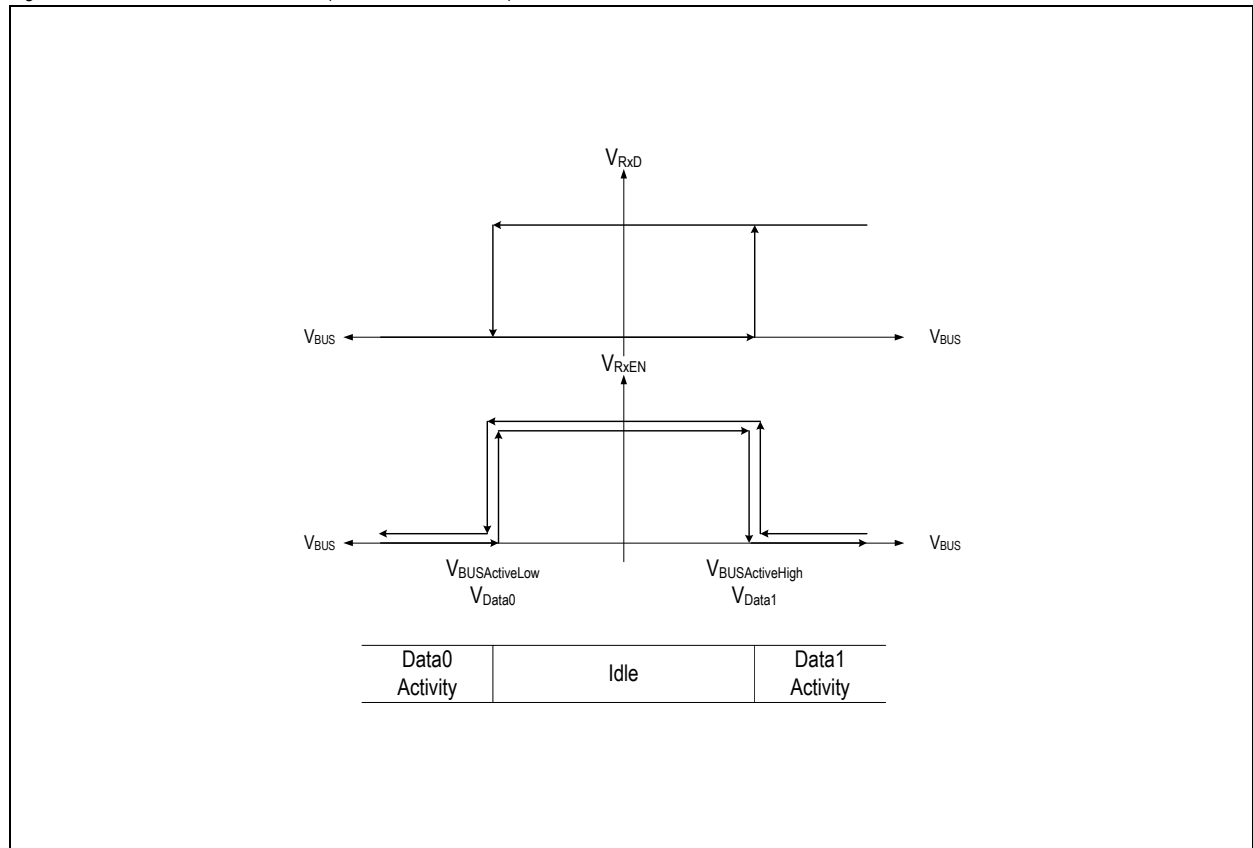 V_RxD
V_BUS V_BUS
V_RxEN
V_BUS V_BUS
V_BUSActiveLow V_BUSActiveHigh
V_Data0 V_Data1
Data0 Idle Data1
Activity Activity